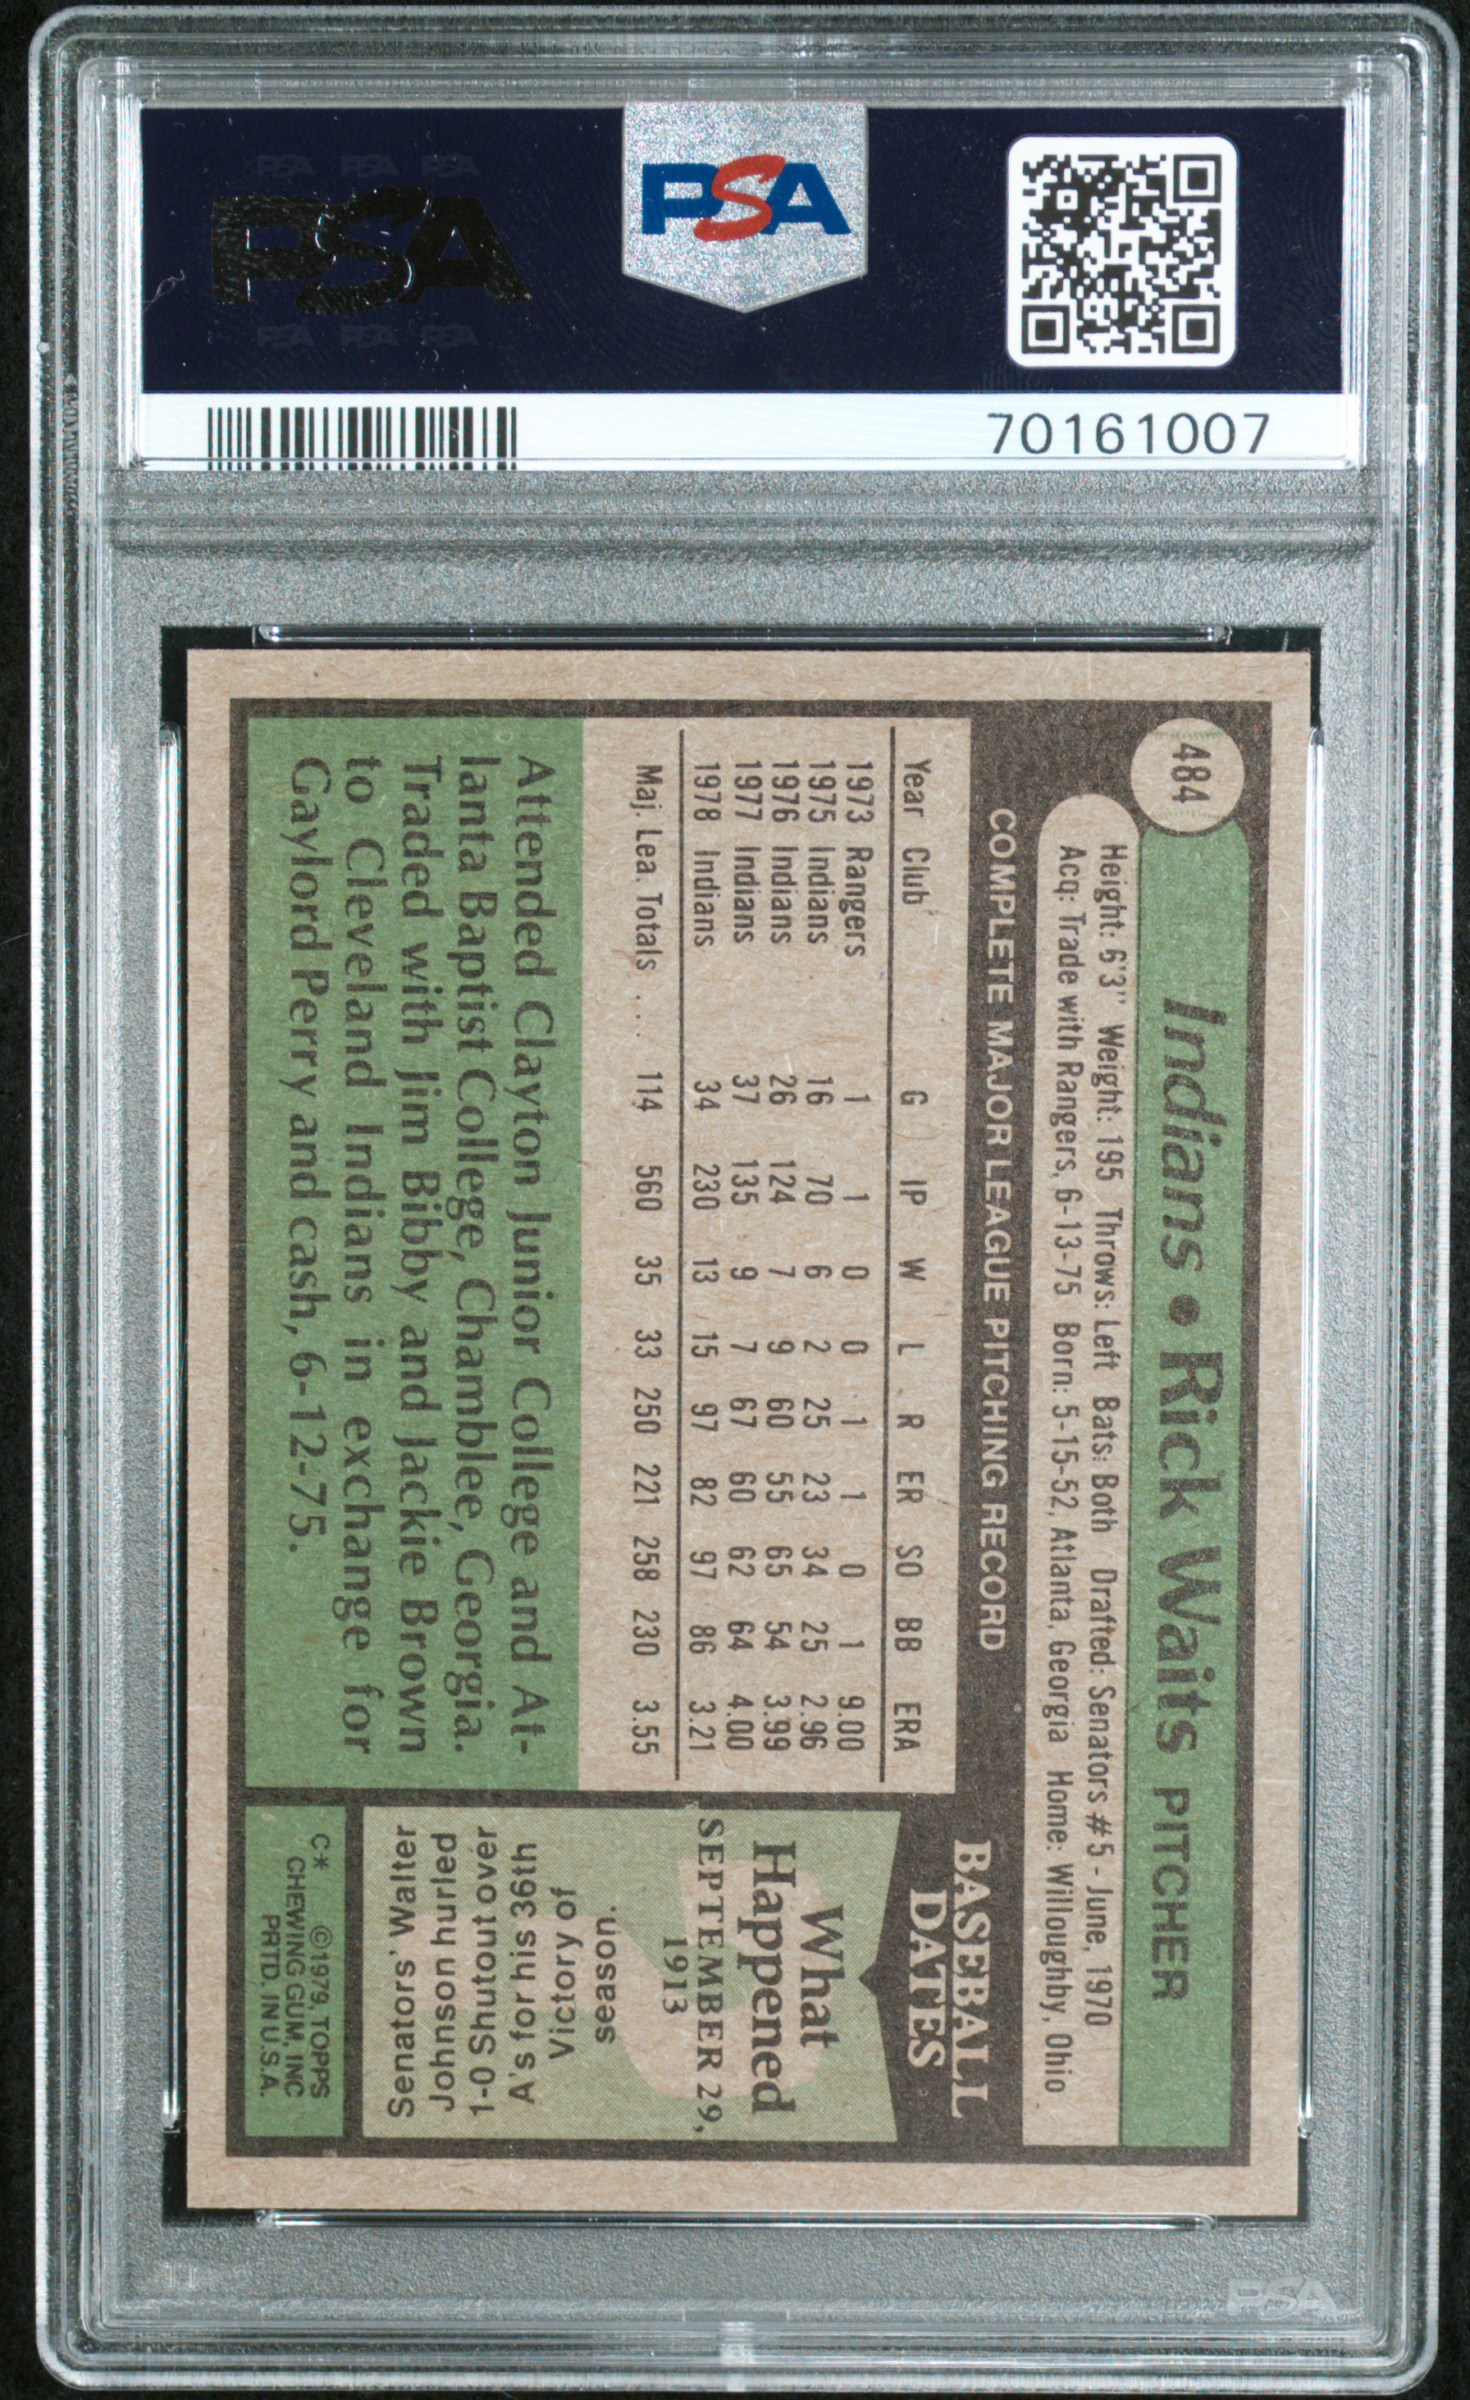 PSA PSA PSA
PSA
PSA PSA PSA
PSA
70161007
484
Indians • Rick Waits PITCHER
Height: 6'3" Weight: 195 Throws: Left Bats: Both Drafted: Senators #5 - June, 1970
Acq: Trade with Rangers, 6-13-75 Born: 5-15-52, Atlanta, Georgia Home: Willoughby, Ohio
COMPLETE MAJOR LEAGUE PITCHING RECORD
Year Club G IP W L R ER SO BB ERA
1973 Rangers 1 1 0 0 1 1 0 1 9.00
1975 Indians 16 70 6 2 25 23 34 25 2.96
1976 Indians 26 124 7 9 60 55 65 54 3.99
1977 Indians 37 135 9 7 67 60 62 64 4.00
1978 Indians 34 230 13 15 97 82 97 86 3.21
Maj. Lea. Totals .... 114 560 35 33 250 221 258 230 3.55
Attended Clayton Junior College and At-
lanta Baptist College, Chamblee, Georgia.
Traded with Jim Bibby and Jackie Brown
to Cleveland Indians in exchange for
Gaylord Perry and cash, 6-12-75.
BASEBALL
DATES
What
Happened
SEPTEMBER 29,
1913
season.
Victory of
A's for his 36th
1-0 Shutout over
Johnson hurled
Senators' Walter
C* ©1979, TOPPS
CHEWING GUM, INC
PRTD. IN U.S.A.
PSA